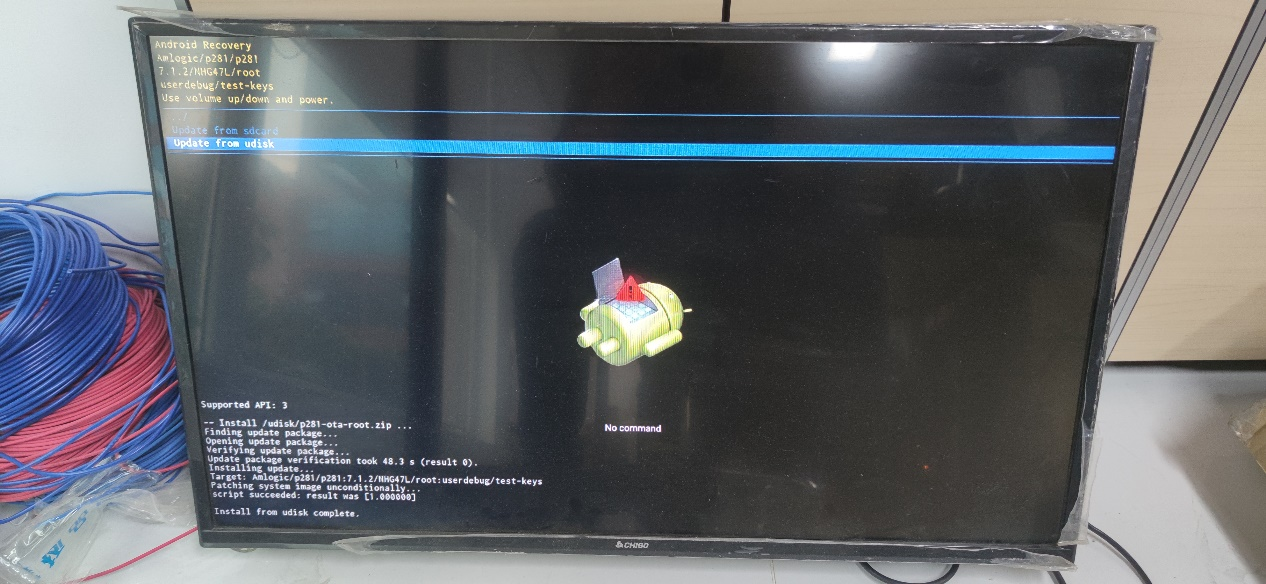 Android Recovery
Amlogic/p281/p281
7.1.2/NHG47L/root
userdebug/test-keys
Use volume up/down and power.
../
Update from sdcard
Update from udisk
No command
Supported API: 3
-- Install /udisk/p281-ota-root.zip ...
Finding update package...
Opening update package...
Verifying update package...
Update package verification took 48.3 s (result 0).
Installing update...
Target: Amlogic/p281/p281:7.1.2/NHG47L/root:userdebug/test-keys
Patching system image unconditionally...
script succeeded: result was [1.000000]
Install from udisk complete.
CHIGO